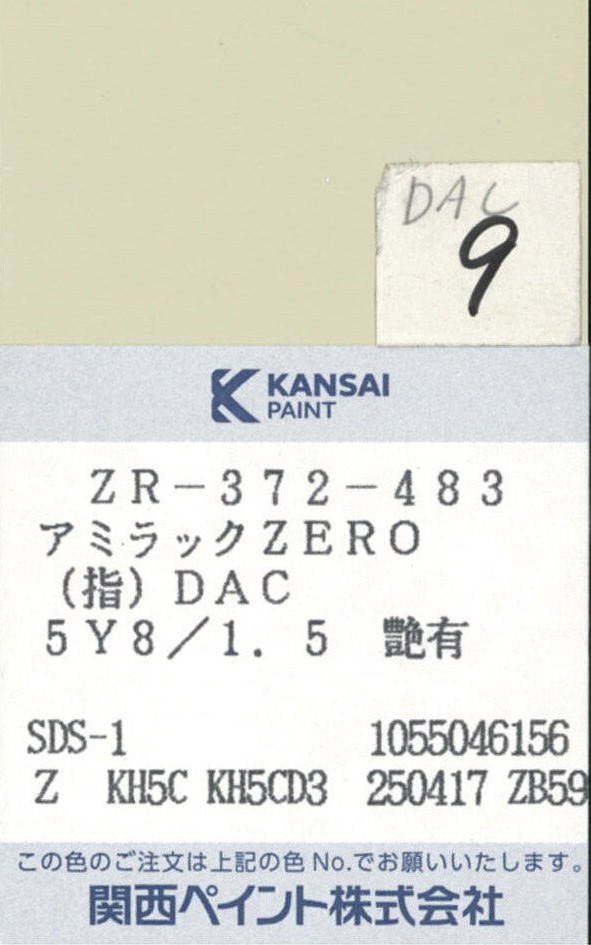 DAC
9
KANSAI
PAINT
ZR-372-483
アミラックZERO
(指)DAC
5Y8/1.5 艶有
SDS-1 1055046156
Z KH5C KH5CD3 250417 ZB59
この色のご注文は上記の色No.でお願いいたします。
関西ペイント株式会社